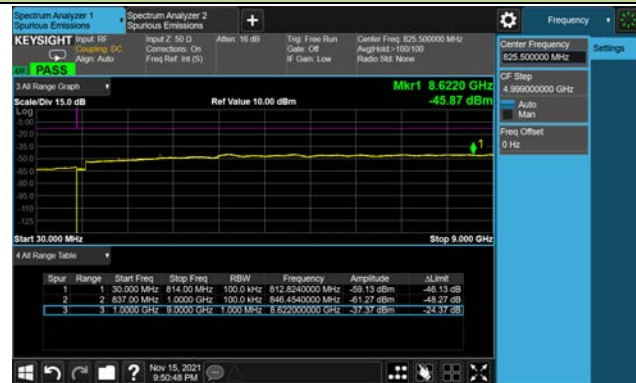 Spectrum Analyzer 1
Spurious Emissions
Spectrum Analyzer 2
Spurious Emissions
+
Frequency
KEYSIGHT
Input: RF
Coupling: DC
Align: Auto
Input Z: 50 Ω
Corrections: On
Freq Ref: Int (S)
Atten: 16 dB
Trig: Free Run
Gate: Off
IF Gain: Low
Center Freq: 825.500000 MHz
Avg|Hold:>100/100
Radio Std: None
PASS
Center Frequency
825.500000 MHz
Settings
CF Step
4.999000000 GHz
Auto
Man
Freq Offset
0 Hz
3 All Range Graph
Mkr1 8.6220 GHz
-45.87 dBm
Scale/Div 15.0 dB
Ref Value 10.00 dBm
Log
-5.00
-20.0
-35.0
-50.0
-65.0
-80.0
-95.0
-110
-125
1
Start 30.000 MHz
Stop 9.000 GHz
4 All Range Table
Spur Range Start Freq Stop Freq RBW Frequency Amplitude ΔLimit
1 1 30.000 MHz 814.00 MHz 100.0 kHz 812.8240000 MHz -59.13 dBm -46.13 dB
2 2 837.00 MHz 1.0000 GHz 100.0 kHz 846.4540000 MHz -61.27 dBm -48.27 dB
3 3 1.0000 GHz 9.0000 GHz 1.000 MHz 8.622000000 GHz -37.37 dBm -24.37 dB
?
Nov 15, 2021
9:50:48 PM